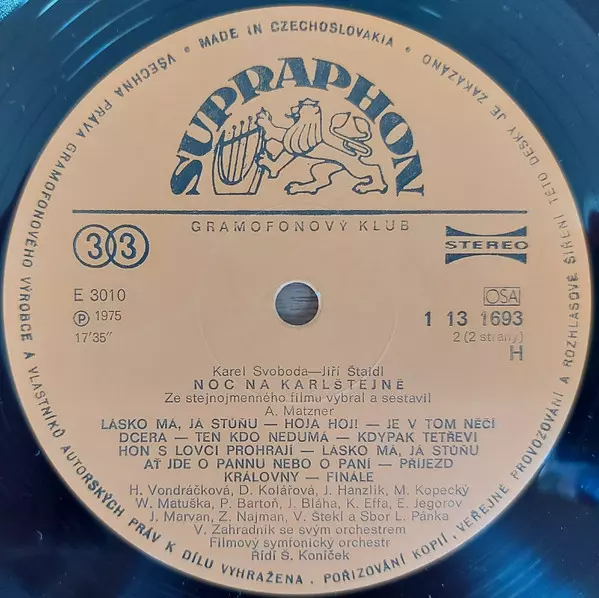 MADE IN CZECHOSLOVAKIA • VŠECHNA PRÁVA GRAMOFONOVÉHO VÝROBCE A VLASTNÍKŮ AUTORSKÝCH PRÁV K DÍLU VYHRAŽENA. POŘIZOVÁNÍ KOPIÍ, VEŘEJNÉ PROVOZOVÁNÍ A ROZHLASOVÉ ŠÍŘENÍ TÉTO DESKY JE ZAKÁZÁNO •
SUPRAPHON
GRAMOFONOVÝ KLUB
33
STEREO
E 3010
OSA
Ⓟ 1975
1 13 1693
17'35"
2 (2 strany)
H
Karel Svoboda—Jiří Štaidl
NOC NA KARLŠTEJNĚ
Ze stejnojmenného filmu vybral a sestavil
A. Matzner
LÁSKO MÁ, JÁ STŮŇU — HOJA HOJ! — JE V TOM NĚČÍ
DCERA — TEN KDO NEDUMÁ — KDYPAK TETŘEVI
HON S LOVCI PROHRAJÍ — LÁSKO MÁ, JÁ STŮŇU
AŤ JDE O PANNU NEBO O PANÍ — PŘÍJEZD
KRÁLOVNY — FINÁLE
H. Vondráčková, D. Kolářová, J. Hanzlík, M. Kopecký
W. Matuška, P. Bartoň, J. Bláha, K. Effa, E. Jegorov
J. Marvan, Z. Najman, V. Štekl a Sbor L. Pánka
V. Zahradník se svým orchestrem
Filmový symfonický orchestr
Řídí Š. Koníček